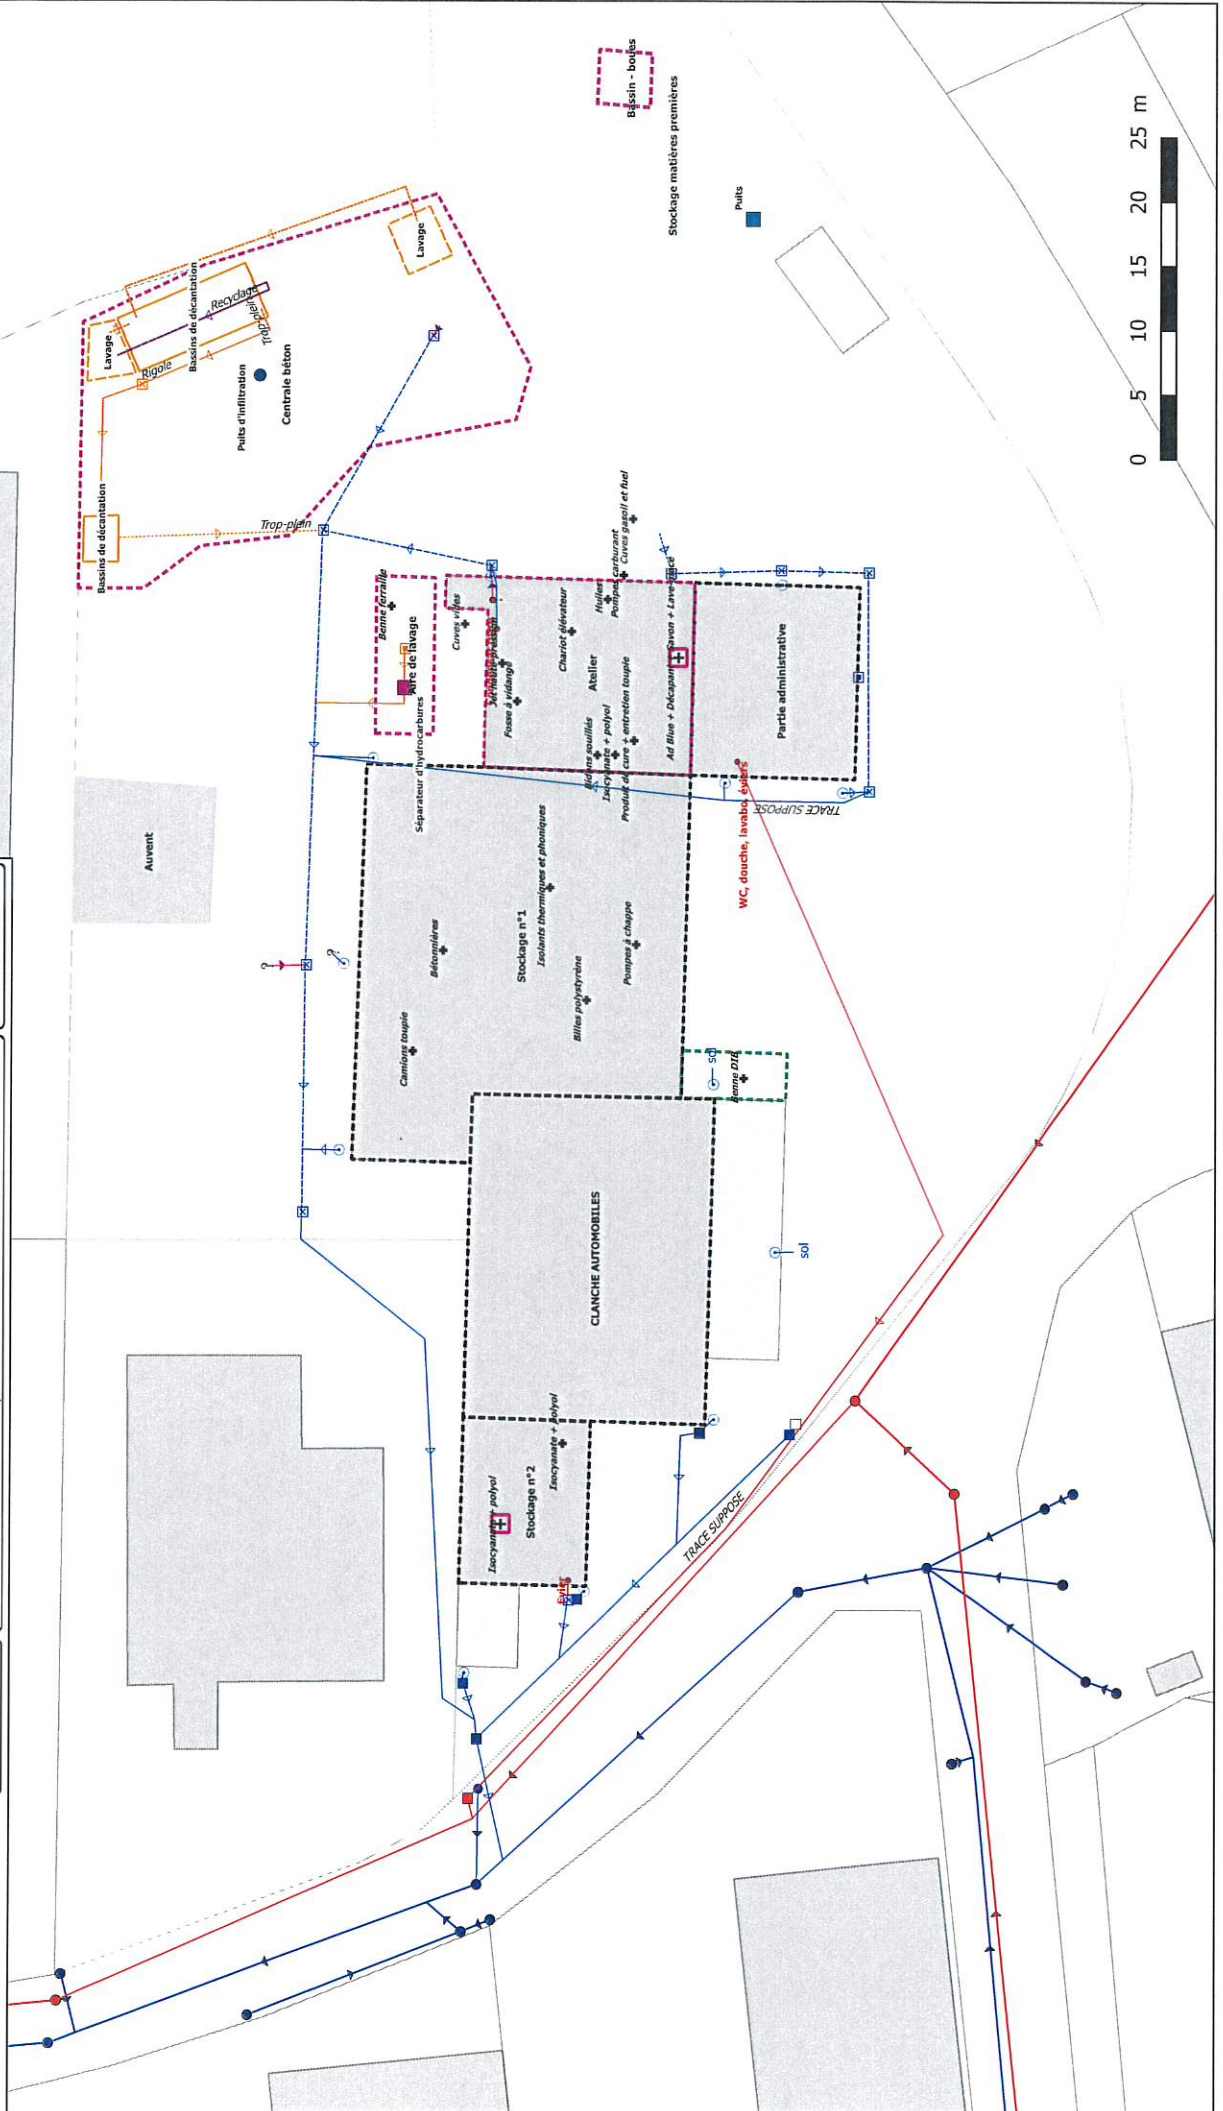 Bassin - boues
Stockage matières premières
Puits
25 m
20
15
10
5
0
Lavage
Lavage
Bassins de décantation
Recyclage
Trop-plein
Rigole
Puits d'infiltration
Centrale béton
Bassins de décantation
Trop-plein
Benne ferraille
Aire de lavage
Séparateur d'hydrocarbures
Cuves vides
Jet haute pression
Fosse à vidange
Chariot élévateur
Atelier
Huiles
Pompes carburant
Cuves gasoil et fuel
Bidons souillés
Isocyanate + polyol
Produit de cure + entretien toupie
Ad Blue + Décapant + Savon + Lave
Partie administrative
TRACE SUPPOSE
WC, douche, lavabo, éviers
Auvent
?
?
Bétonnières
Camions toupie
Stockage n°1
Isolants thermiques et phoniques
Billes polystyrène
Pompes à chappe
sol
Benne DIB
CLANCHE AUTOMOBILES
sol
Isocyanate + polyol
Stockage n°2
Isocyanate + polyol
Evier
TRACE SUPPOSE